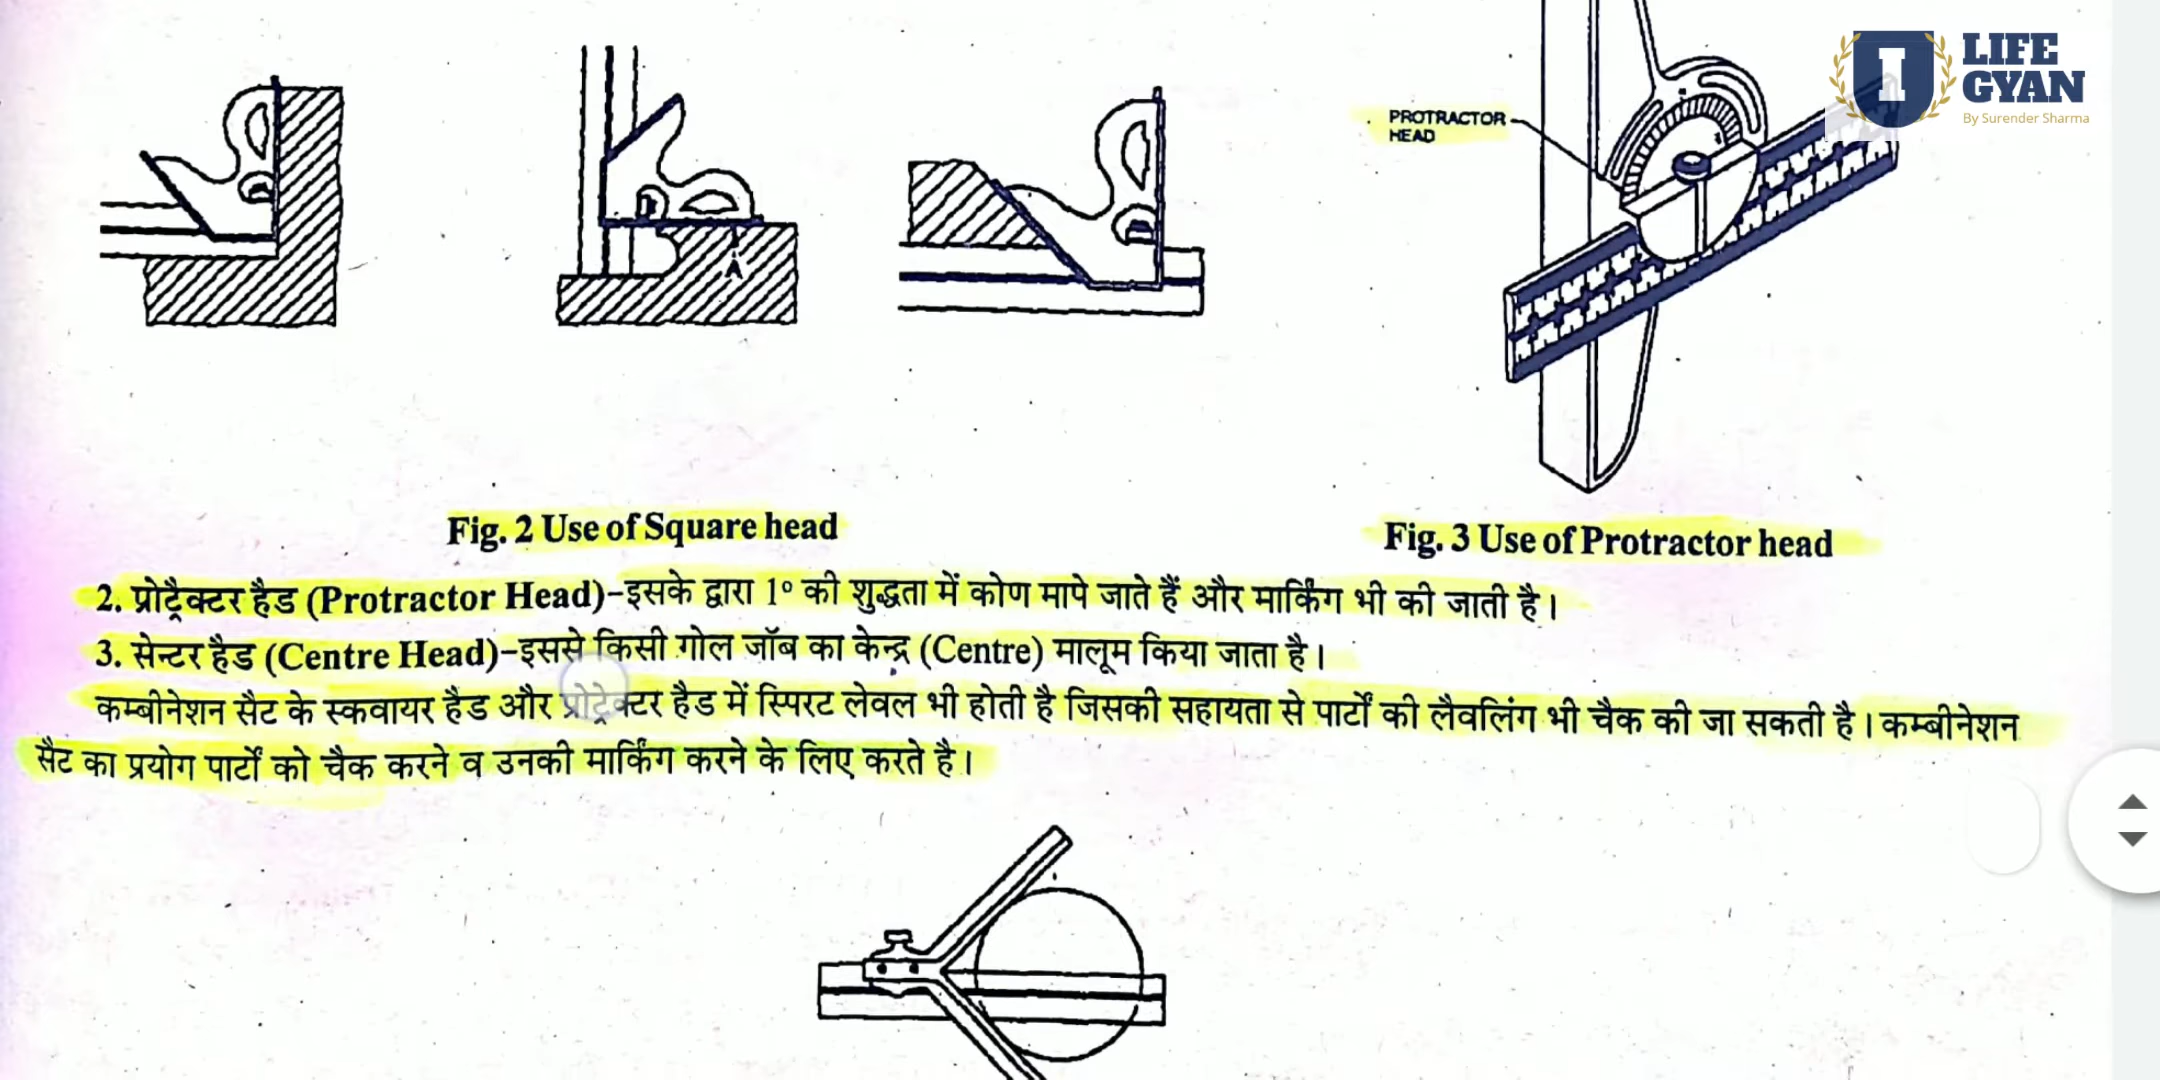 LIFE
GYAN
By Surender Sharma
PROTRACTOR
HEAD
A
Fig. 2 Use of Square head
Fig. 3 Use of Protractor head
2. प्रोट्रैक्टर हैड (Protractor Head)-इसके द्वारा 1° की शुद्धता में कोण मापे जाते हैं और मार्किंग भी की जाती है।
3. सेन्टर हैड (Centre Head)-इससे किसी गोल जॉब का केन्द्र (Centre) मालूम किया जाता है।
कम्बीनेशन सैट के स्कवायर हैड और प्रोट्रेक्टर हैड में स्पिरट लेवल भी होती है जिसकी सहायता से पार्टों की लैवलिंग भी चैक की जा सकती है। कम्बीनेशन
सैट का प्रयोग पार्टों को चैक करने व उनकी मार्किंग करने के लिए करते है।